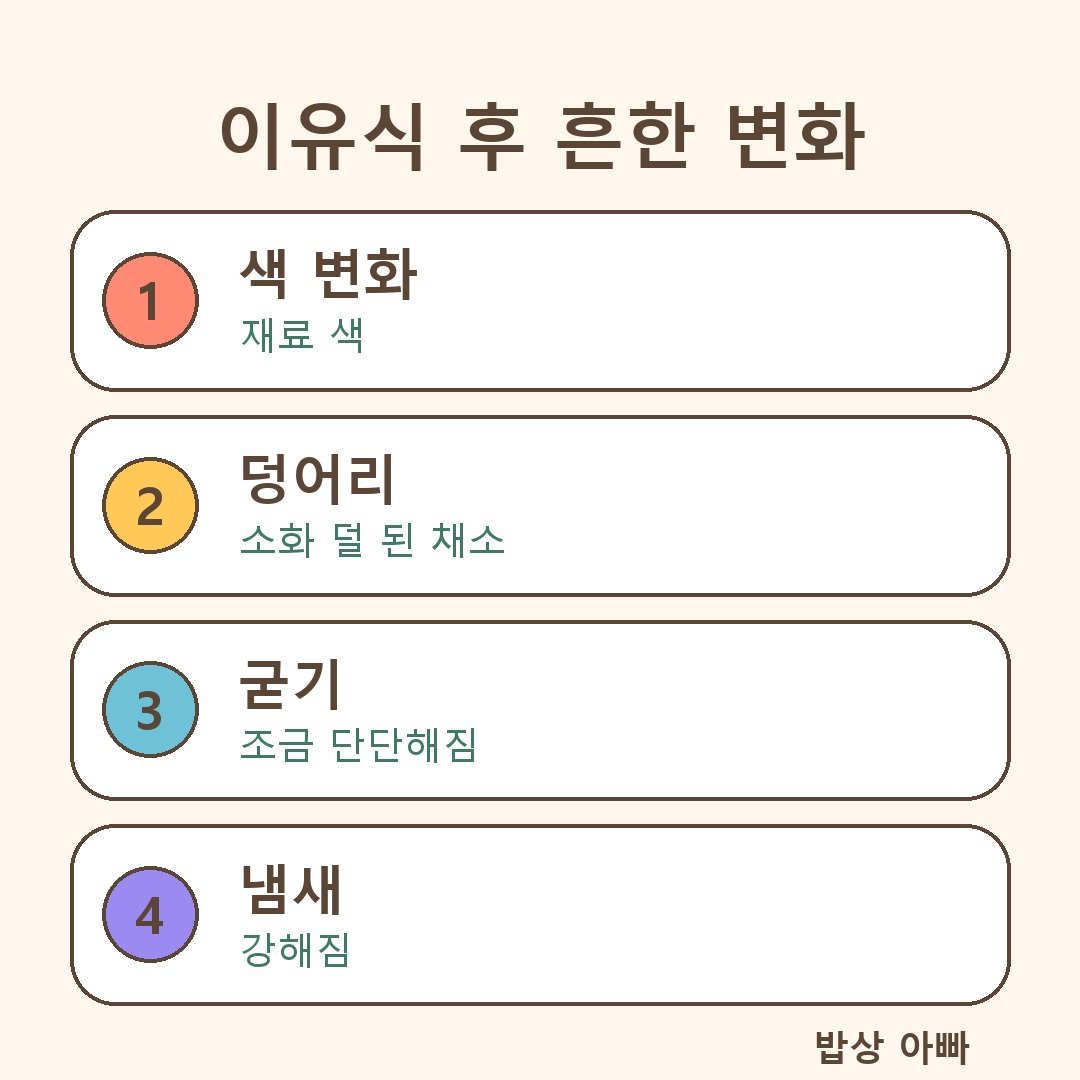 이유식 후 흔한 변화
1
색 변화
재료 색
2
덩어리
소화 덜 된 채소
3
굳기
조금 단단해짐
4
냄새
강해짐
밥상 아빠